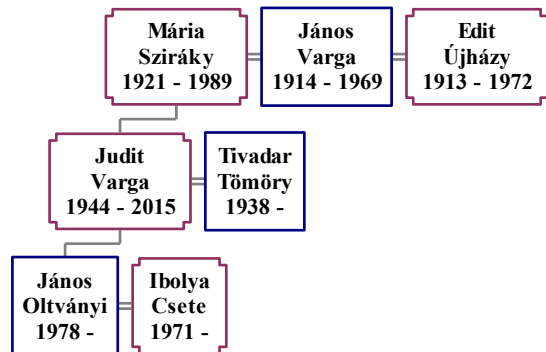 Mária
Sziráky
1921 - 1989
János
Varga
1914 - 1969
Edit
Újházy
1913 - 1972
Judit
Varga
1944 - 2015
Tivadar
Tömöry
1938 -
János
Oltványi
1978 -
Ibolya
Csete
1971 -